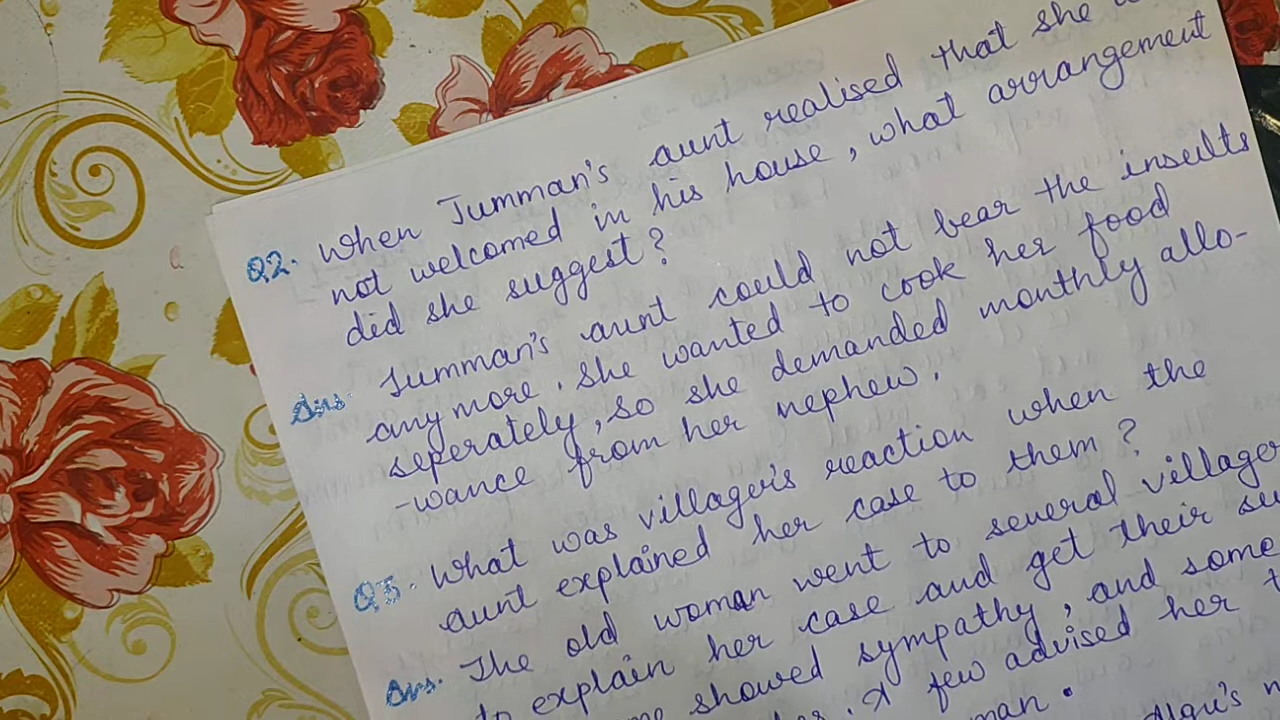 Q2. When Jumman's aunt realised that she
not welcomed in his house, what arrangement
did she suggest?
Ans. Jumman's aunt could not bear the insults
anymore. She wanted to cook her food
seperately, so she demanded monthly allo-
-wance from her nephew.
Q3. What was villager's reaction when the
aunt explained her case to them?
Ans. The old woman went to several villager
to explain her case and get their
showed sympathy, and some
. A few advised her